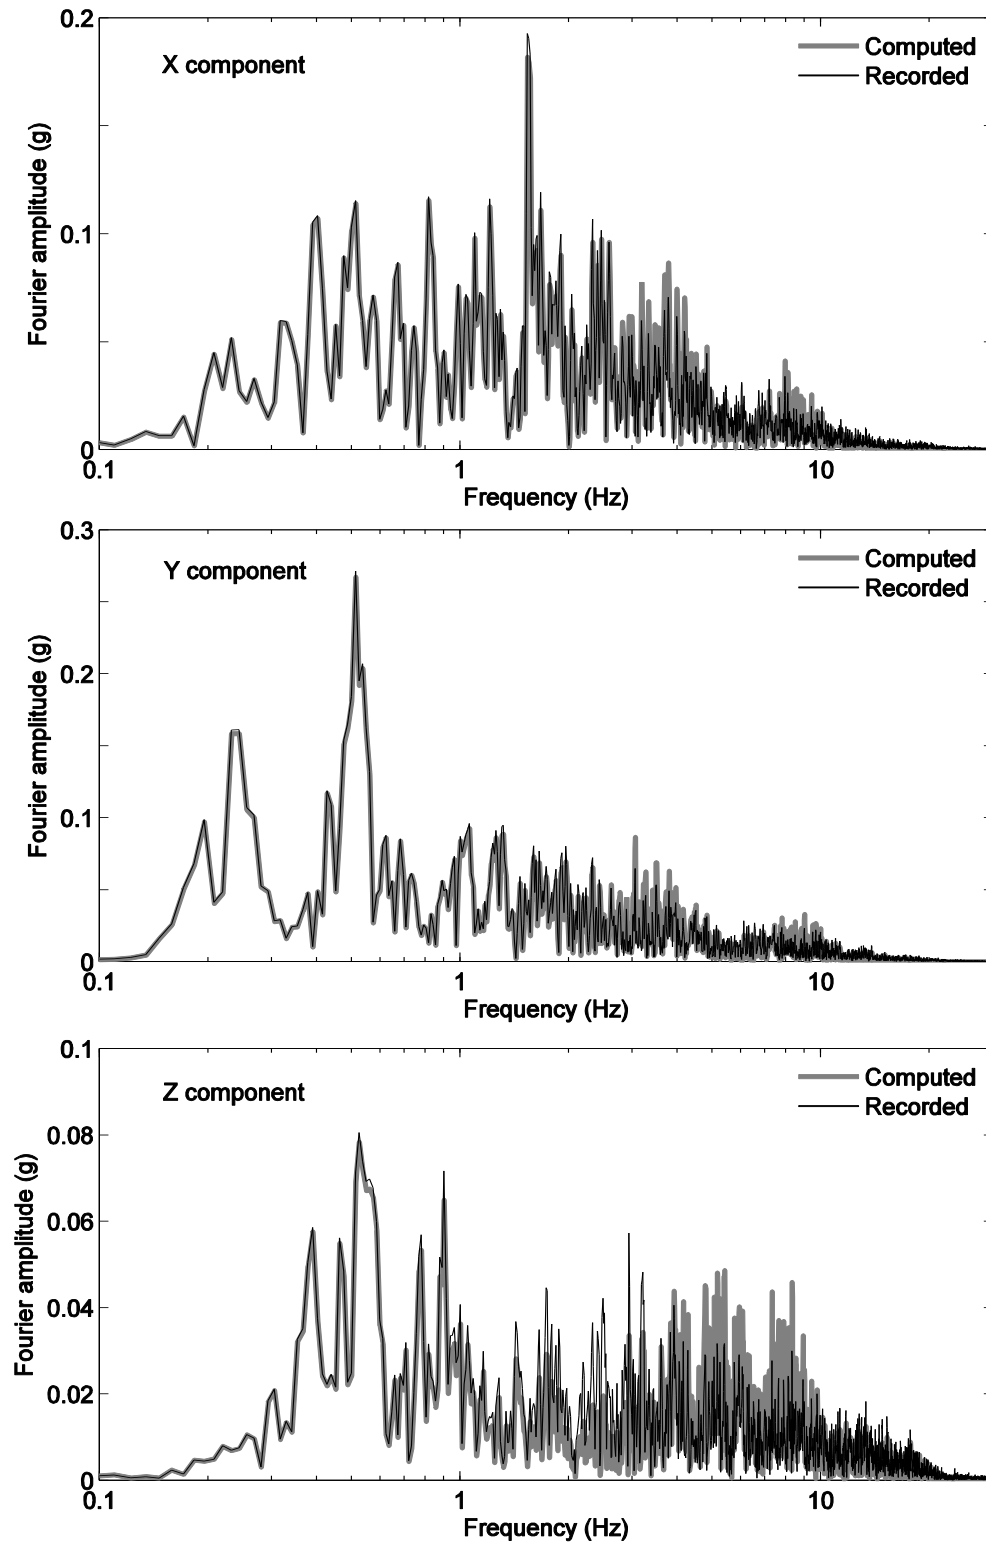 0.2
X component
Computed
Recorded
Fourier amplitude (g)
0.1
0
0.1
1
10
Frequency (Hz)
0.3
Y component
Computed
Recorded
Fourier amplitude (g)
0.2
0.1
0
0.1
1
10
Frequency (Hz)
0.1
Z component
Computed
Recorded
Fourier amplitude (g)
0.08
0.06
0.04
0.02
0
0.1
1
10
Frequency (Hz)